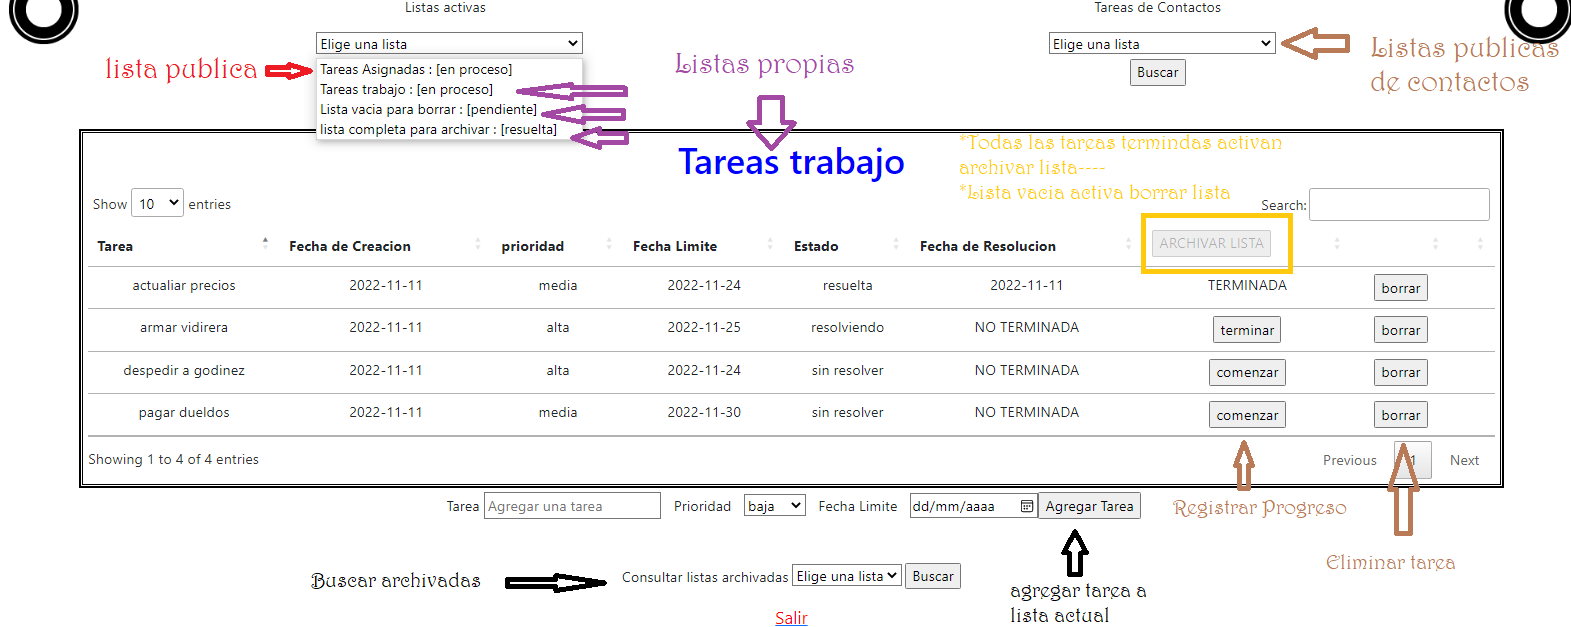 Listas activas
Tareas de Contactos
Elige una lista
Elige una lista
lista publica
Tareas Asignadas : [en proceso]
Tareas trabajo : [en proceso]
Lista vacia para borrar : [pendiente]
lista completa para archivar : [resuelta]
Listas propias
Buscar
Listas publicas
de contactos
Tareas trabajo
*Todas las tareas termindas activan
archivar lista----
*Lista vacia activa borrar lista
Show 10 entries
Search:
Tarea Fecha de Creacion prioridad Fecha Limite Estado Fecha de Resolucion ARCHIVAR LISTA
actualiar precios 2022-11-11 media 2022-11-24 resuelta 2022-11-11 TERMINADA borrar
armar vidirera 2022-11-11 alta 2022-11-25 resolviendo NO TERMINADA terminar borrar
despedir a godinez 2022-11-11 alta 2022-11-24 sin resolver NO TERMINADA comenzar borrar
pagar dueldos 2022-11-11 media 2022-11-30 sin resolver NO TERMINADA comenzar borrar
Showing 1 to 4 of 4 entries
Previous 1 Next
Tarea Agregar una tarea Prioridad baja Fecha Limite dd/mm/aaaa Agregar Tarea
Registrar Progreso
Eliminar tarea
Buscar archivadas
Consultar listas archivadas Elige una lista Buscar
agregar tarea a
lista actual
Salir